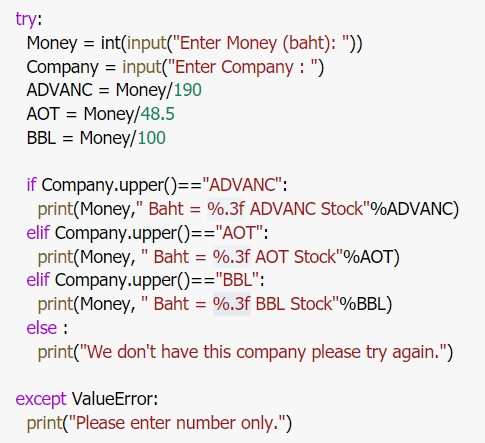 try:
  Money = int(input("Enter Money (baht): "))
  Company = input("Enter Company : ")
  ADVANC = Money/190
  AOT = Money/48.5
  BBL = Money/100

  if Company.upper()=="ADVANC":
    print(Money," Baht = %.3f ADVANC Stock"%ADVANC)
  elif Company.upper()=="AOT":
    print(Money, " Baht = %.3f AOT Stock"%AOT)
  elif Company.upper()=="BBL":
    print(Money, " Baht = %.3f BBL Stock"%BBL)
  else :
    print("We don't have this company please try again.")

except ValueError:
  print("Please enter number only.")